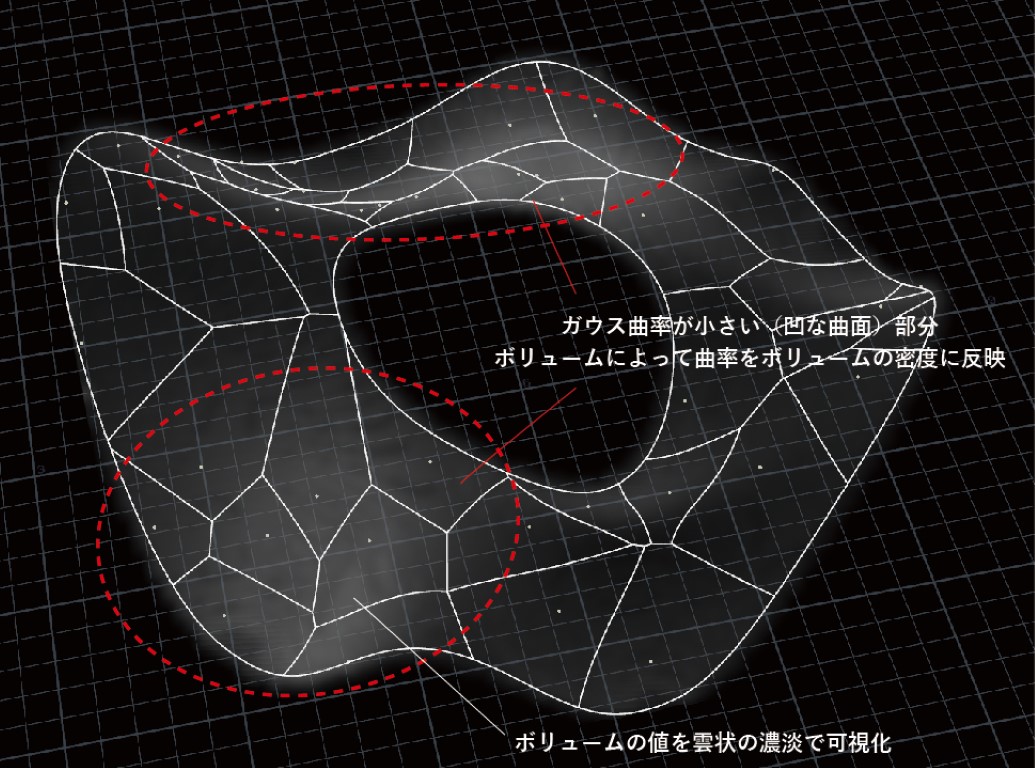 ガウス曲率が小さい（凹な曲面）部分
ボリュームによって曲率をボリュームの密度に反映
ボリュームの値を雲状の濃淡で可視化